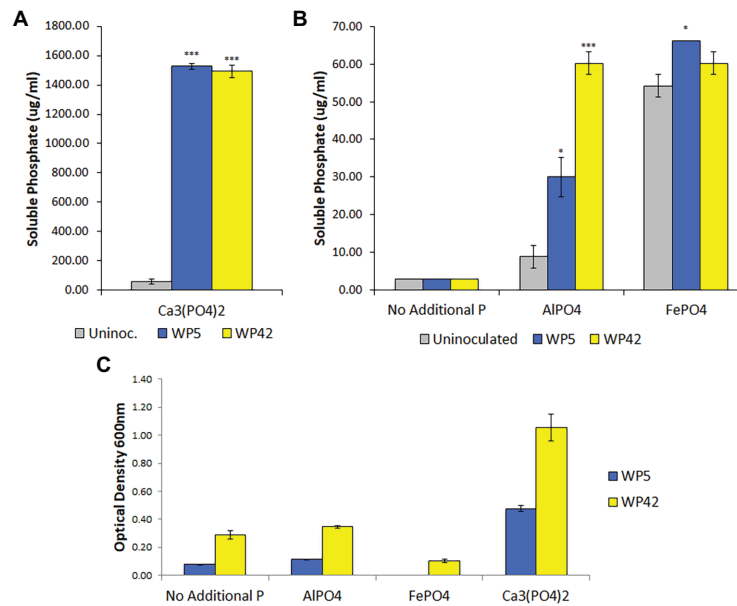 A
Soluble Phosphate (ug/ml)
1800.00
1600.00
1400.00
1200.00
1000.00
800.00
600.00
400.00
200.00
0.00
***
***
Ca3(PO4)2
Uninoc. WP5 WP42
B
Soluble Phosphate (ug/ml)
70.00
60.00
50.00
40.00
30.00
20.00
10.00
0.00
*
***
*
No Additional P AlPO4 FePO4
Uninoculated WP5 WP42
C
Optical Density 600nm
1.40
1.20
1.00
0.80
0.60
0.40
0.20
0.00
No Additional P AlPO4 FePO4 Ca3(PO4)2
WP5
WP42